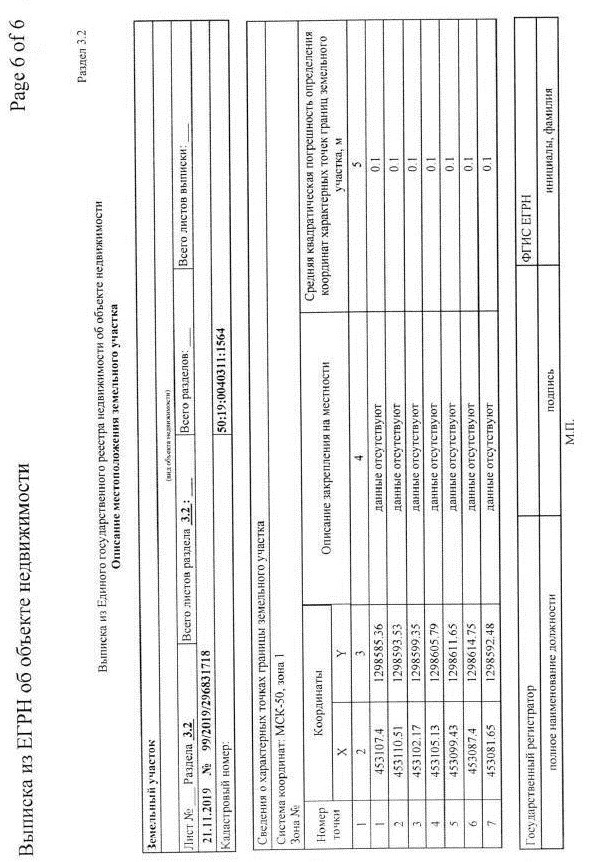 Выписка из ЕГРН об объекте недвижимости Page 6 of 6
Раздел 3.2
Выписка из Единого государственного реестра недвижимости об объекте недвижимости
Описание местоположения земельного участка
Земельный участок
(вид объекта недвижимости)
Лист № Раздела 3.2 Всего листов раздела 3.2 : ___ Всего разделов: ___ Всего листов выписки: ___
21.11.2019 № 99/2019/296831718
Кадастровый номер: 50:19:0040311:1564
Сведения о характерных точках границы земельного участка
Система координат: МСК-50, зона 1
Зона №
Номер точки Координаты Описание закрепления на местности Средняя квадратическая погрешность определения координат характерных точек границ земельного участка, м
X Y
1 2 3 4 5
1 453107.4 1298585.36 данные отсутствуют 0.1
2 453110.51 1298593.53 данные отсутствуют 0.1
3 453102.17 1298599.35 данные отсутствуют 0.1
4 453105.13 1298605.79 данные отсутствуют 0.1
5 453099.43 1298611.65 данные отсутствуют 0.1
6 453087.4 1298614.75 данные отсутствуют 0.1
7 453081.65 1298592.48 данные отсутствуют 0.1
Государственный регистратор ФГИС ЕГРН
полное наименование должности подпись инициалы, фамилия
М.П.